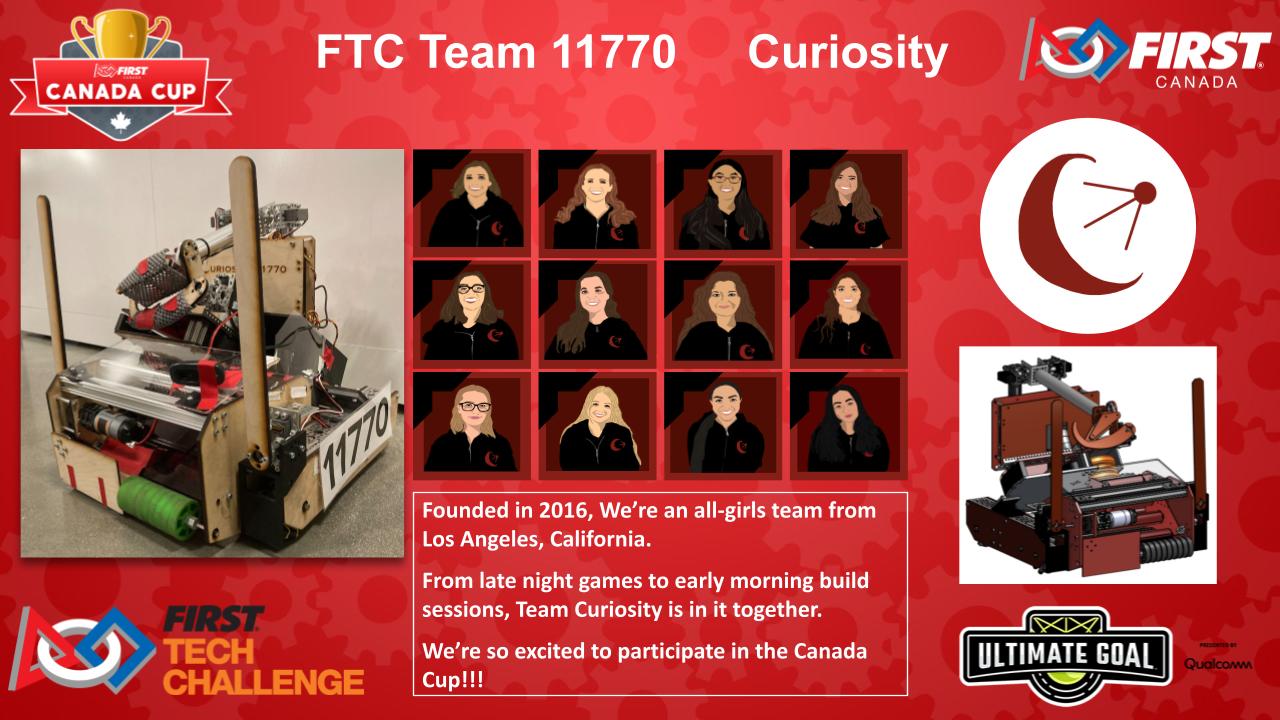 FTC Team 11770 Curiosity
FIRST
CANADA
CANADA CUP
FIRST
CANADA
CURIOS 1770
11770
Founded in 2016, We’re an all-girls team from
Los Angeles, California.
From late night games to early morning build
sessions, Team Curiosity is in it together.
We’re so excited to participate in the Canada
Cup!!!
FIRST
TECH
CHALLENGE
ULTIMATE GOAL
PRESENTED BY
Qualcomm